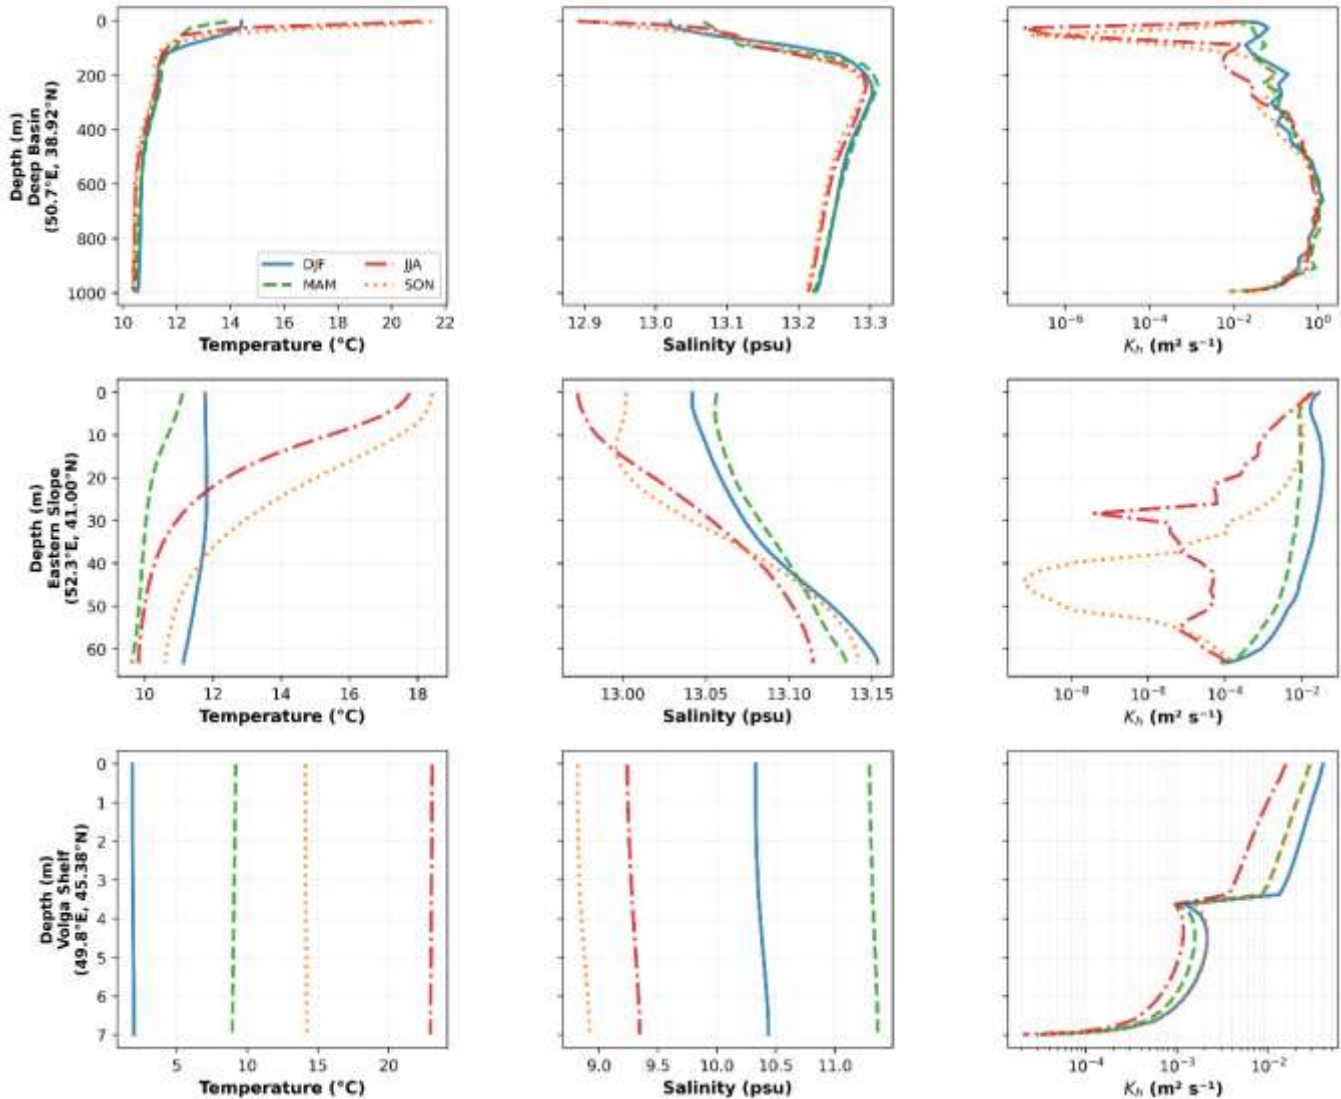 Depth (m)
Deep Basin
(50.7°E, 38.92°N)
0
200
400
600
800
1000
DJF
MAM
JJA
SON
10 12 14 16 18 20 22
Temperature (°C)
12.9 13.0 13.1 13.2 13.3
Salinity (psu)
10⁻⁶ 10⁻⁴ 10⁻² 10⁰
Kₕ (m² s⁻¹)
Depth (m)
Eastern Slope
(52.3°E, 41.00°N)
0
10
20
30
40
50
60
10 12 14 16 18
Temperature (°C)
13.00 13.05 13.10 13.15
Salinity (psu)
10⁻⁴ 10⁻²
Kₕ (m² s⁻¹)
Depth (m)
Volga Shelf
(49.8°E, 45.38°N)
0
1
2
3
4
5
6
7
5 10 15 20
Temperature (°C)
9.0 9.5 10.0 10.5 11.0
Salinity (psu)
10⁻⁴ 10⁻³ 10⁻²
Kₕ (m² s⁻¹)